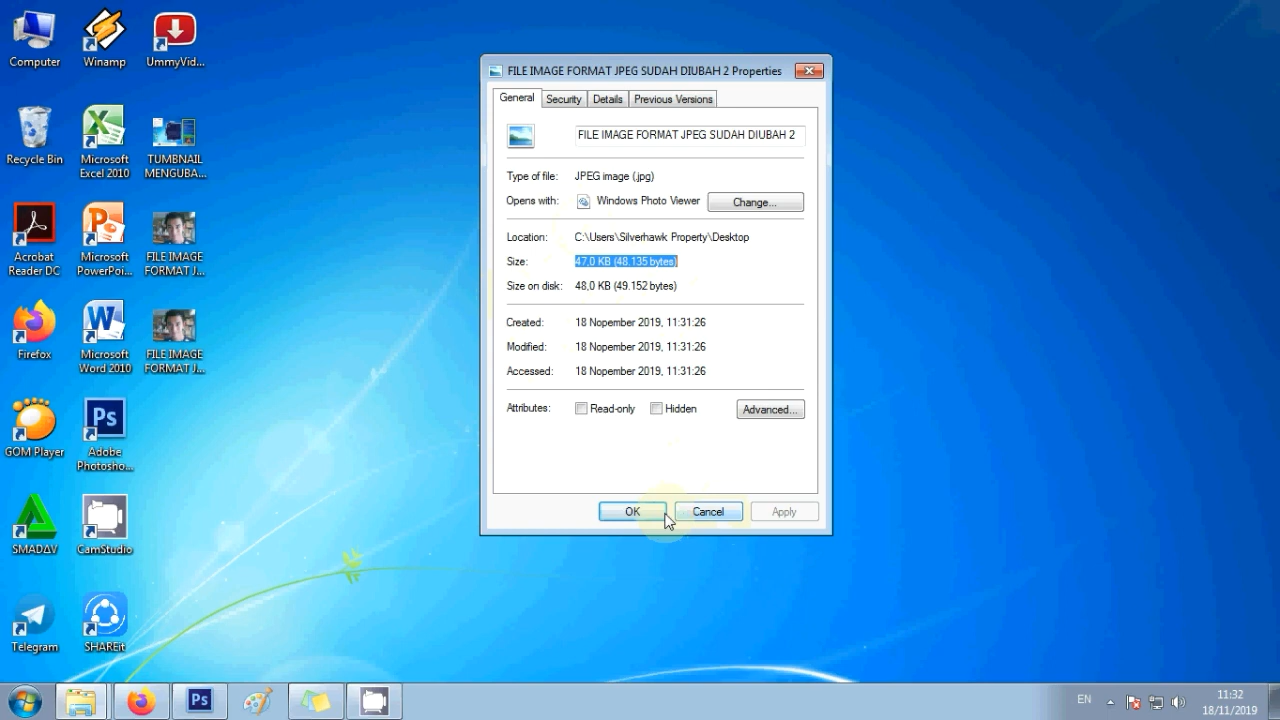 Computer
Winamp
UmmyVid...
Recycle Bin
Microsoft
Excel 2010
TUMBNAIL
MENGUBA...
Acrobat
Reader DC
Microsoft
PowerPoi...
FILE IMAGE
FORMAT J...
Firefox
Microsoft
Word 2010
FILE IMAGE
FORMAT J...
GOM Player
Ps
Adobe
Photosho...
SMADΔV
CamStudio
Telegram
SHAREit
FILE IMAGE FORMAT JPEG SUDAH DIUBAH 2 Properties
General
Security
Details
Previous Versions
FILE IMAGE FORMAT JPEG SUDAH DIUBAH 2
Type of file: JPEG image (.jpg)
Opens with: Windows Photo Viewer Change...
Location: C:\Users\Silverhawk Property\Desktop
Size: 47,0 KB (48.135 bytes)
Size on disk: 48,0 KB (49.152 bytes)
Created: 18 Nopember 2019, 11:31:26
Modified: 18 Nopember 2019, 11:31:26
Accessed: 18 Nopember 2019, 11:31:26
Attributes: Read-only Hidden Advanced...
OK Cancel Apply
Ps
EN
11:32
18/11/2019